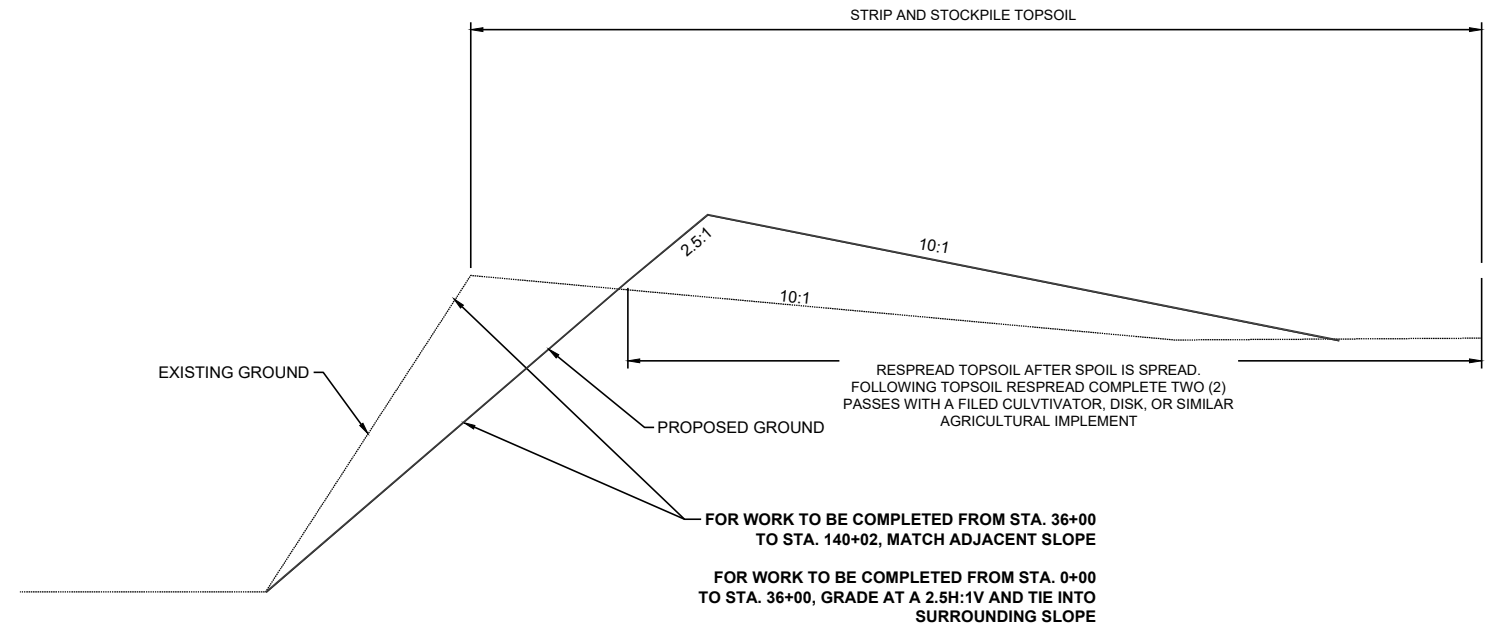 STRIP AND STOCKPILE TOPSOIL
2.5:1
10:1
10:1
EXISTING GROUND
RESPREAD TOPSOIL AFTER SPOIL IS SPREAD.
FOLLOWING TOPSOIL RESPREAD COMPLETE TWO (2)
PASSES WITH A FILED CULVTIVATOR, DISK, OR SIMILAR
AGRICULTURAL IMPLEMENT
PROPOSED GROUND
FOR WORK TO BE COMPLETED FROM STA. 36+00
TO STA. 140+02, MATCH ADJACENT SLOPE
FOR WORK TO BE COMPLETED FROM STA. 0+00
TO STA. 36+00, GRADE AT A 2.5H:1V AND TIE INTO
SURROUNDING SLOPE